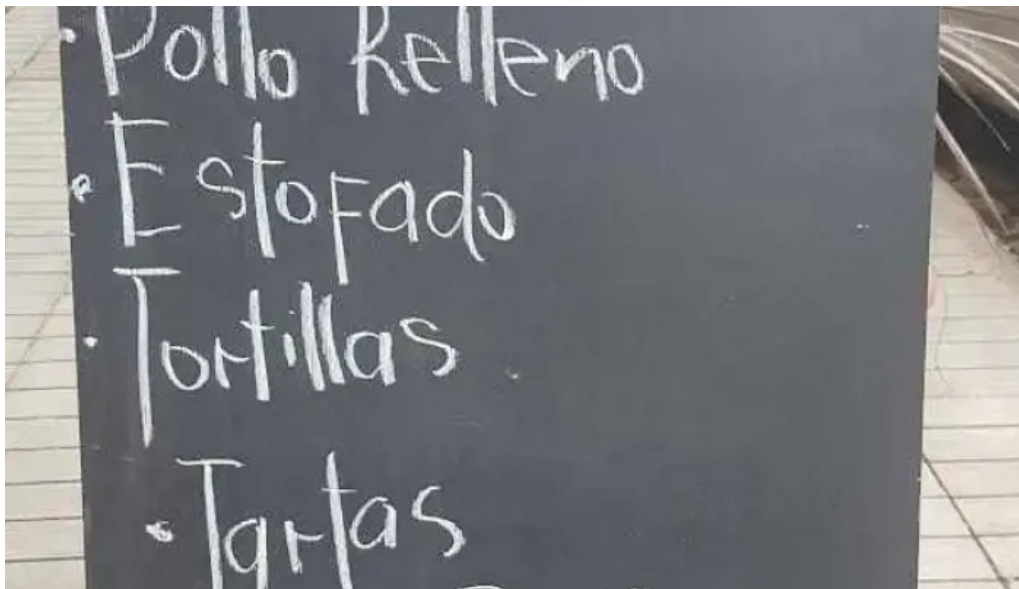 · Pollo Relleno
· Estofado
· Tortillas
· Tartas